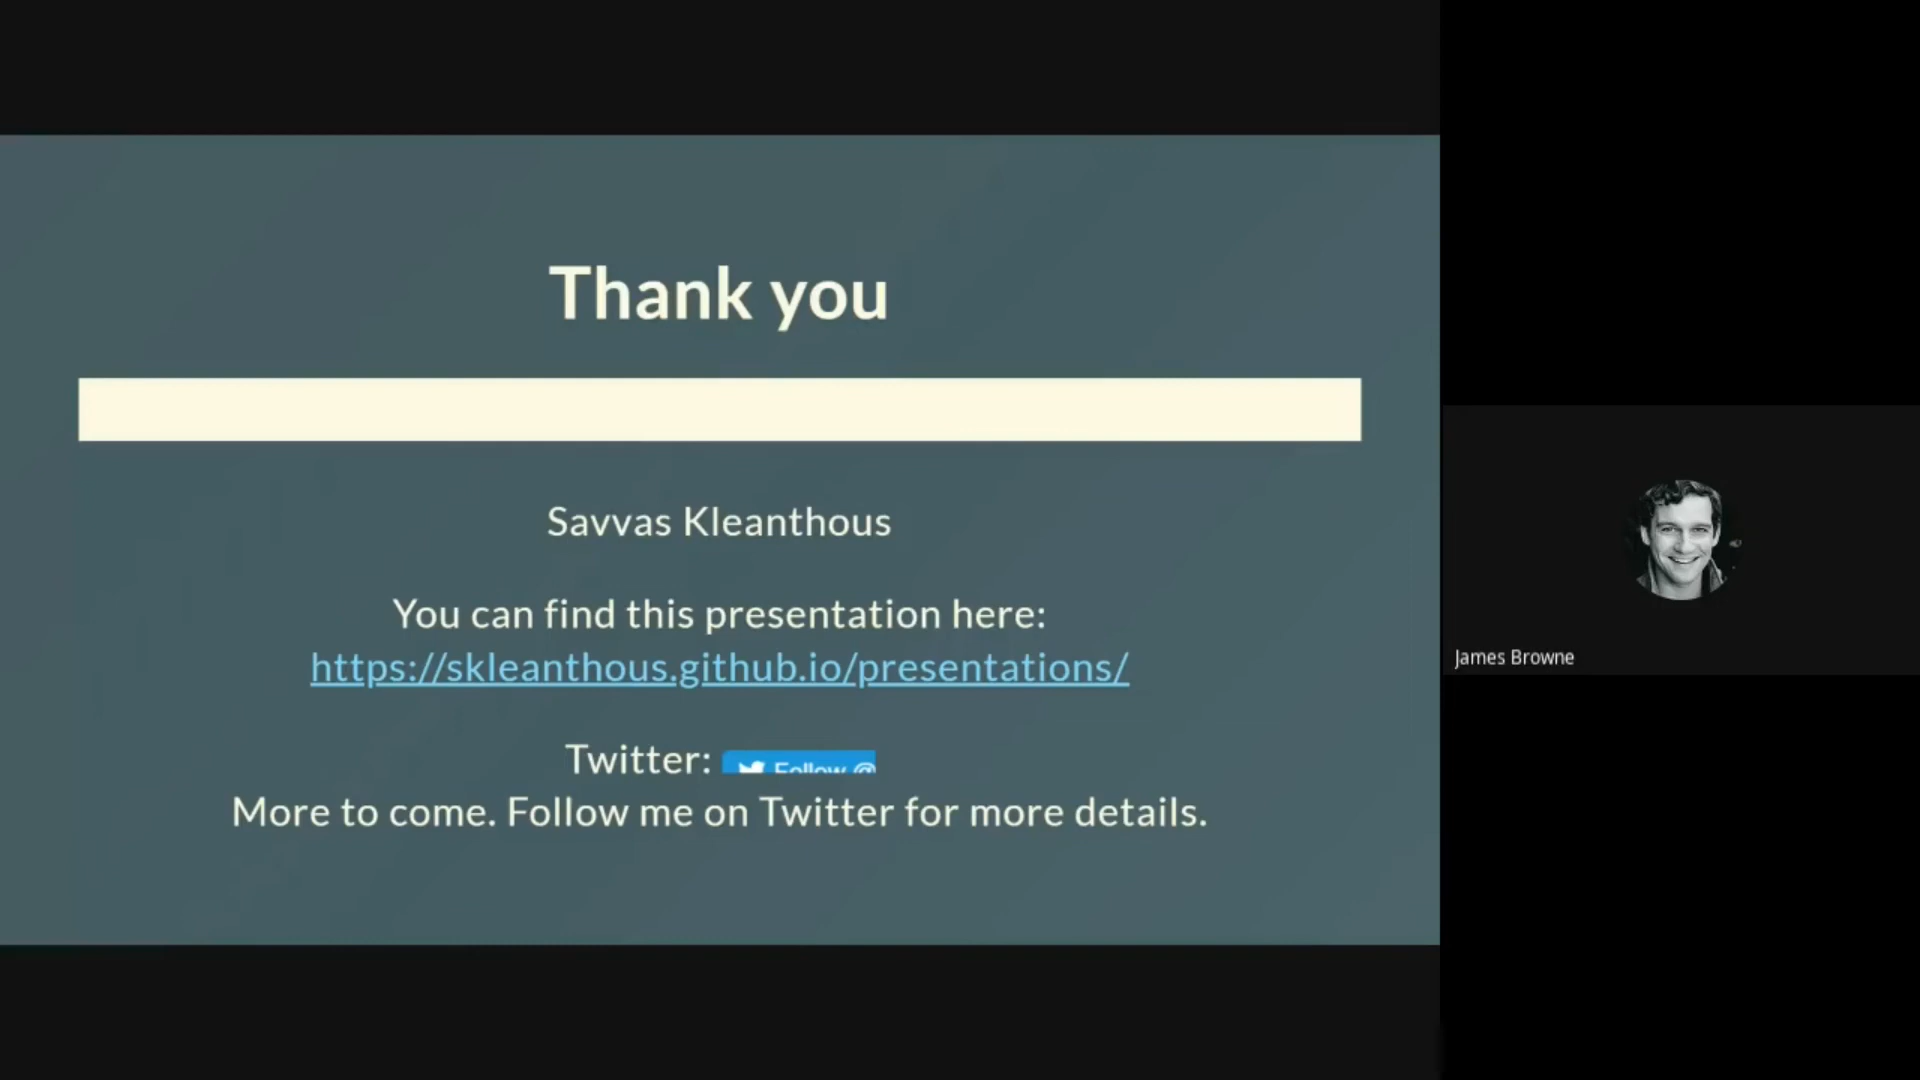 Thank you
Savvas Kleanthous
You can find this presentation here:
https://skleanthous.github.io/presentations/
Twitter: Follow @
More to come. Follow me on Twitter for more details.
James Browne